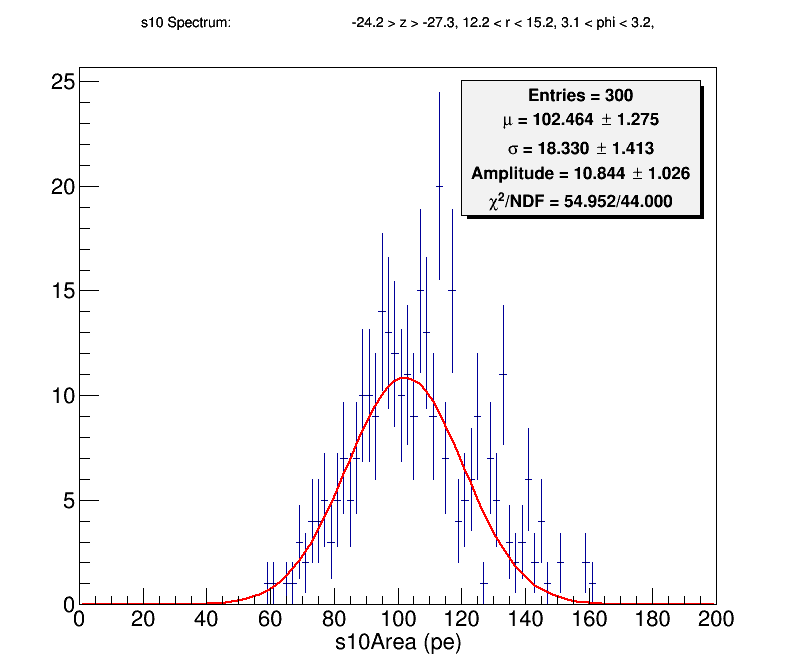 s10 Spectrum: -24.2 > z > -27.3, 12.2 < r < 15.2, 3.1 < phi < 3.2,
25
Entries = 300
μ = 102.464 ± 1.275
σ = 18.330 ± 1.413
Amplitude = 10.844 ± 1.026
χ²/NDF = 54.952/44.000
20
15
10
5
0
0 20 40 60 80 100 120 140 160 180 200
s10Area (pe)